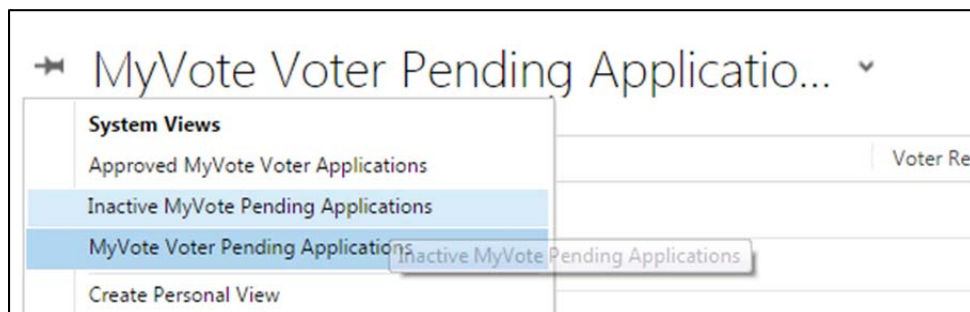 MyVote Voter Pending Applicatio...
System Views
Approved MyVote Voter Applications
Voter Re
Inactive MyVote Pending Applications
MyVote Voter Pending Applications
Inactive MyVote Pending Applications
Create Personal View